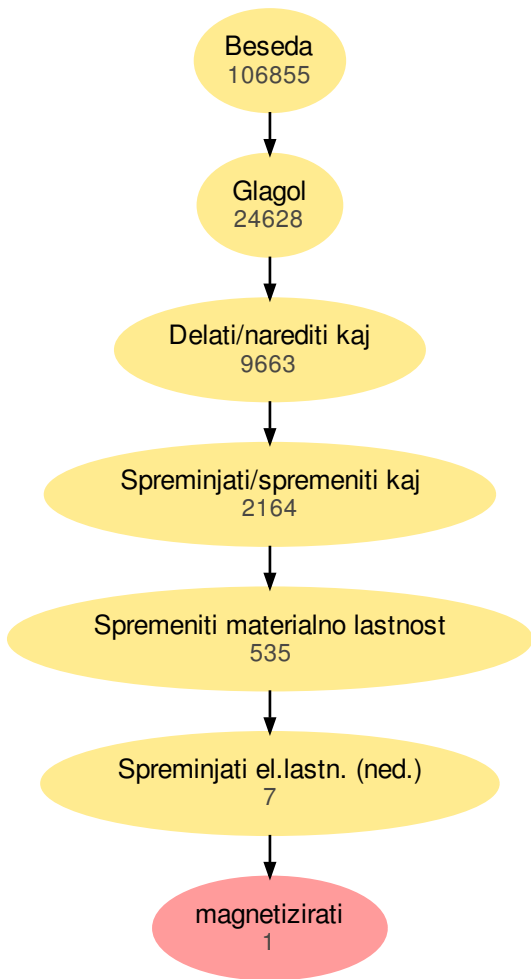 Beseda
106855
Glagol
24628
Delati/narediti kaj
9663
Spreminjati/spremeniti kaj
2164
Spremeniti materialno lastnost
535
Spreminjati el.lastn. (ned.)
7
magnetizirati
1